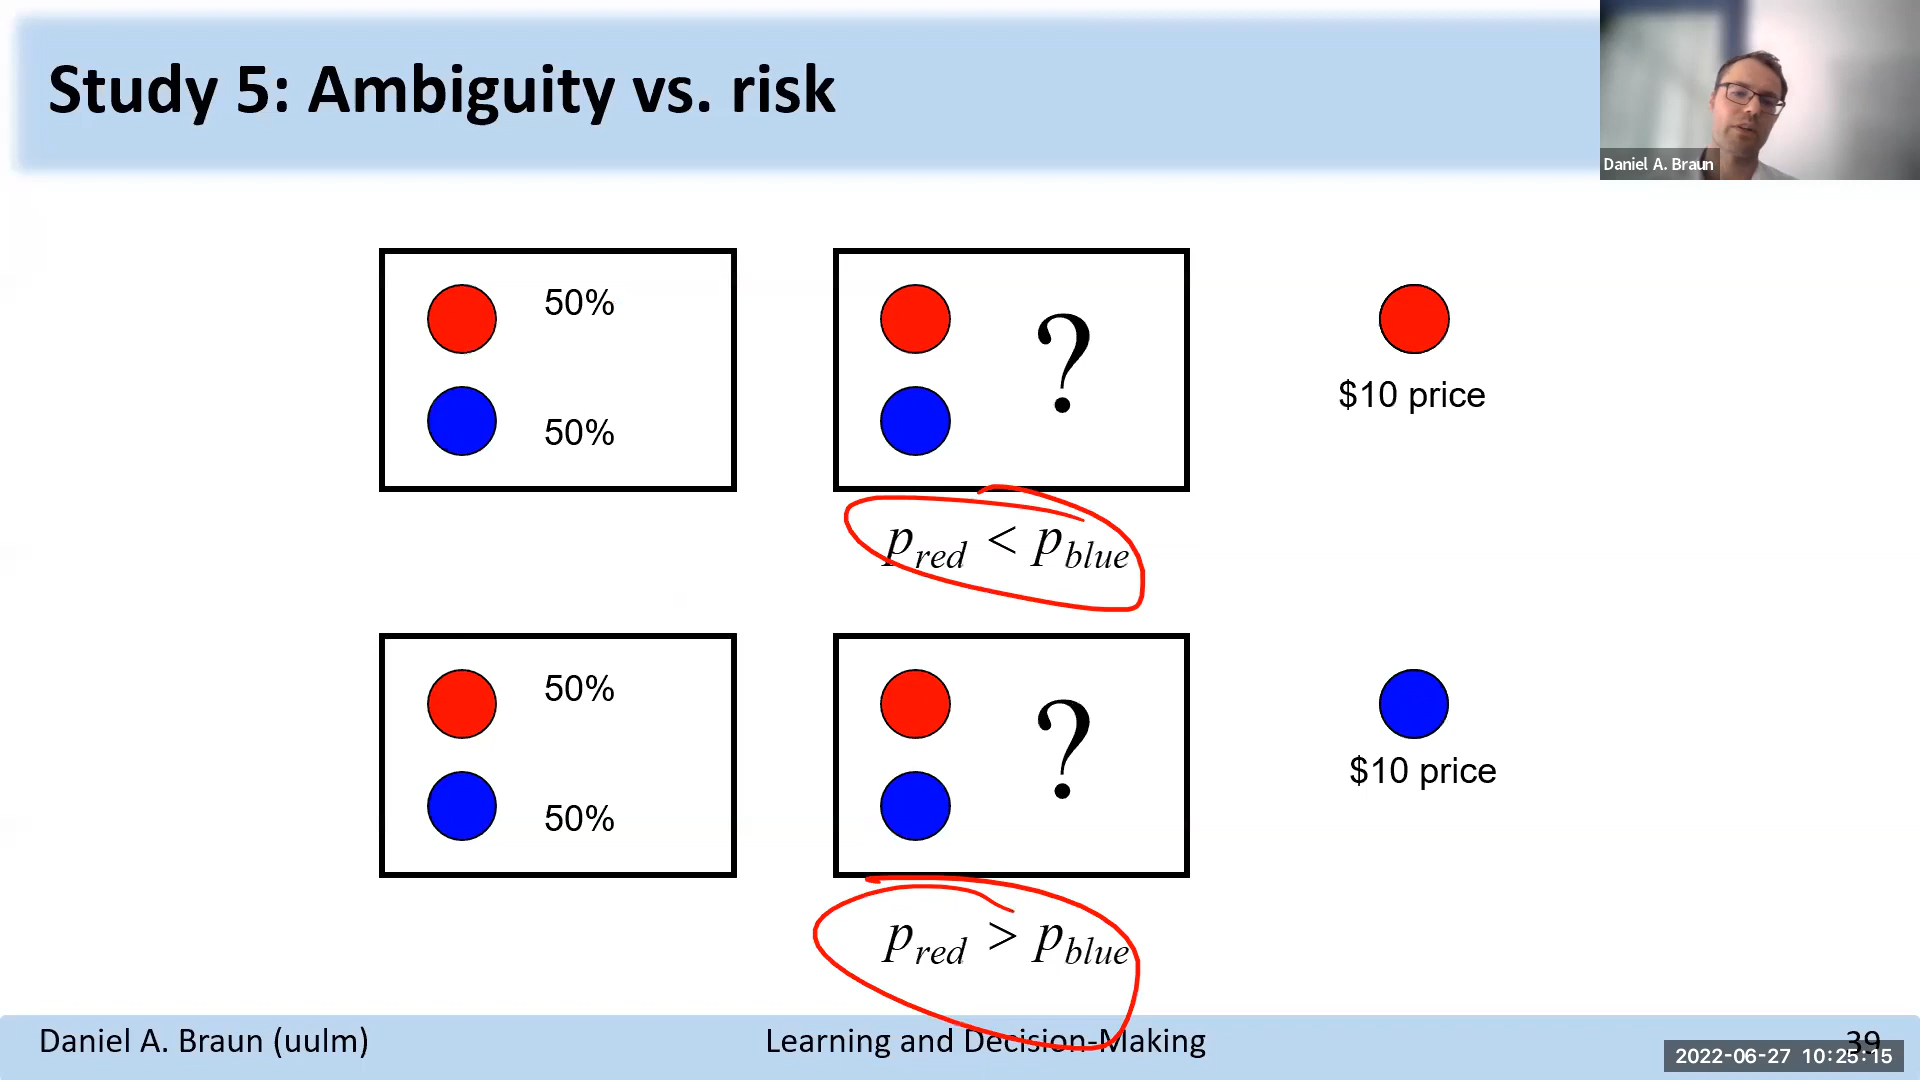 Study 5: Ambiguity vs. risk
Daniel A. Braun
50%
50%
?
$10 price
p_red < p_blue
50%
50%
?
$10 price
p_red > p_blue
Daniel A. Braun (uulm)
Learning and Decision-Making
39
2022-06-27 10:25:15